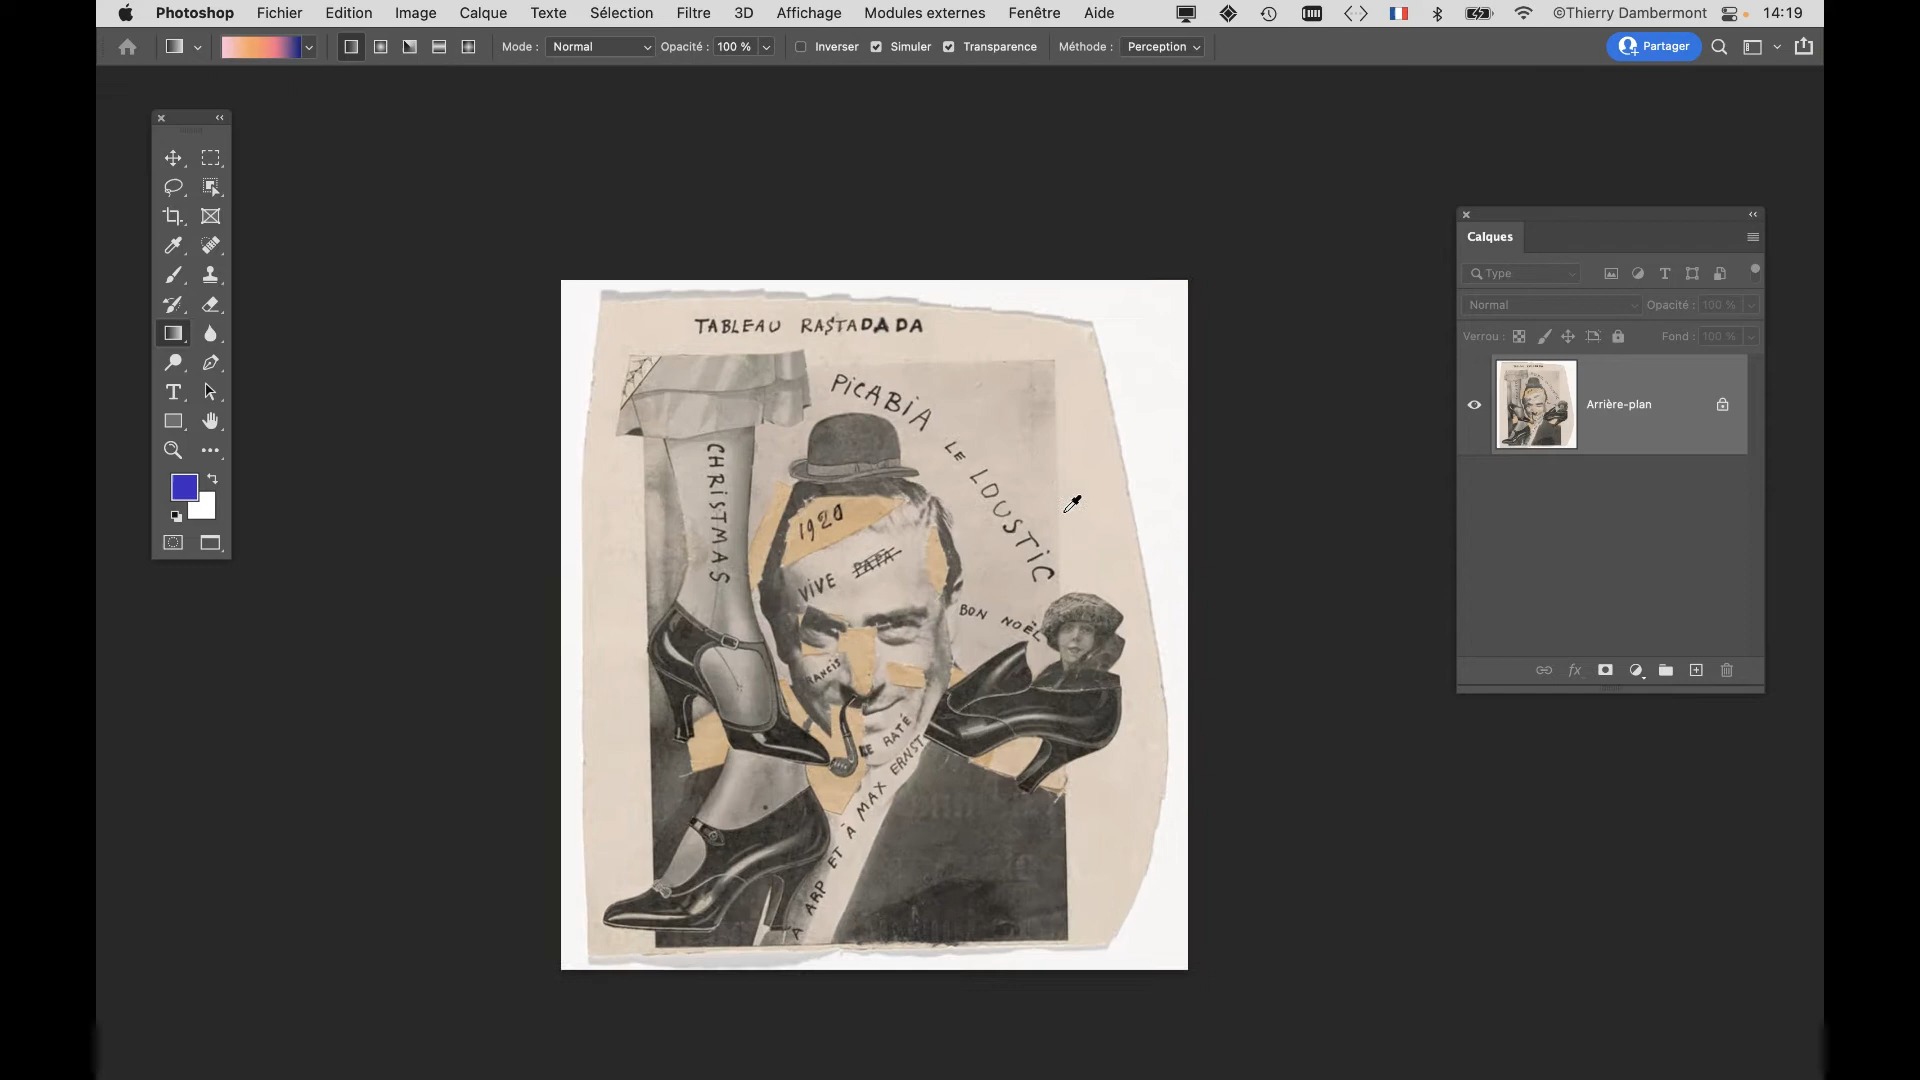 Photoshop Fichier Edition Image Calque Texte Sélection Filtre 3D Affichage Modules externes Fenêtre Aide ©Thierry Dambermont 14:19
Mode : Normal Opacité : 100 % Inverser Simuler Transparence Méthode : Perception Partager
Calques
Type
Normal Opacité : 100 %
Verrou : Fond : 100 %
Arrière-plan
TABLEAU RASTADADA
PiCABiA LE LOUSTiC
CHRISTMAS
1920
ViVE PAPA
BON NOËL
RANCIS
LE RATÉ
A ARP ET À MAX ERNST